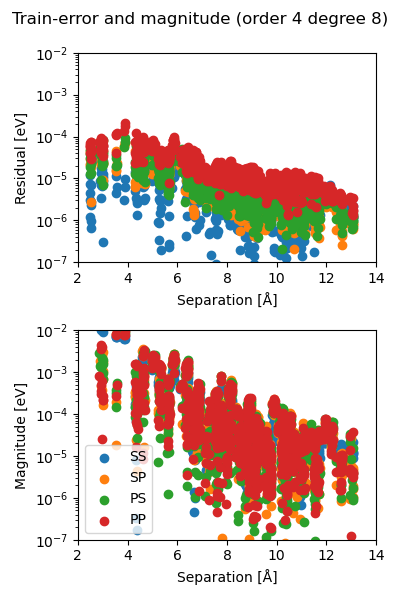 Train-error and magnitude (order 4 degree 8)
Residual [eV]
10⁻²
10⁻³
10⁻⁴
10⁻⁵
10⁻⁶
10⁻⁷
2 4 6 8 10 12 14
Separation [Å]
Magnitude [eV]
10⁻²
10⁻³
10⁻⁴
10⁻⁵
10⁻⁶
10⁻⁷
SS
SP
PS
PP
2 4 6 8 10 12 14
Separation [Å]